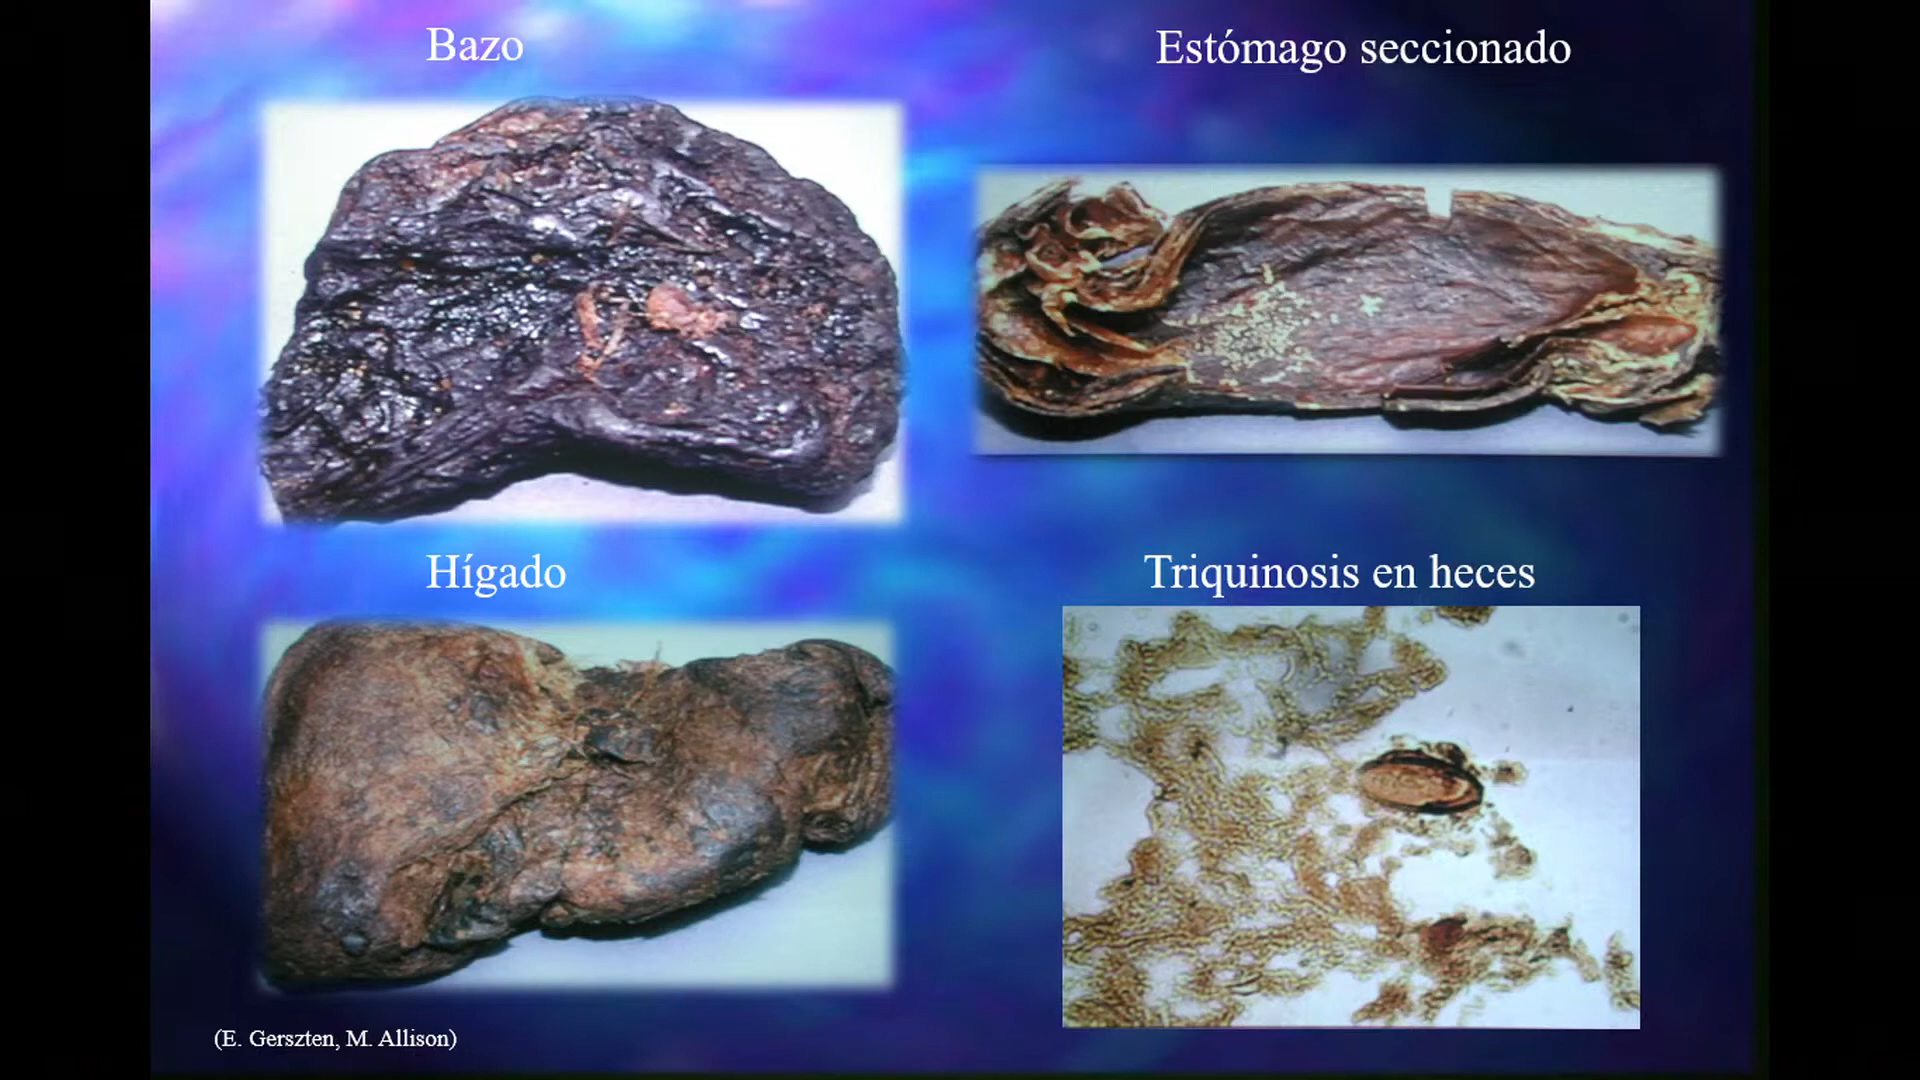 Bazo
Estómago seccionado
Hígado
Triquinosis en heces
(E. Gerszten, M. Allison)